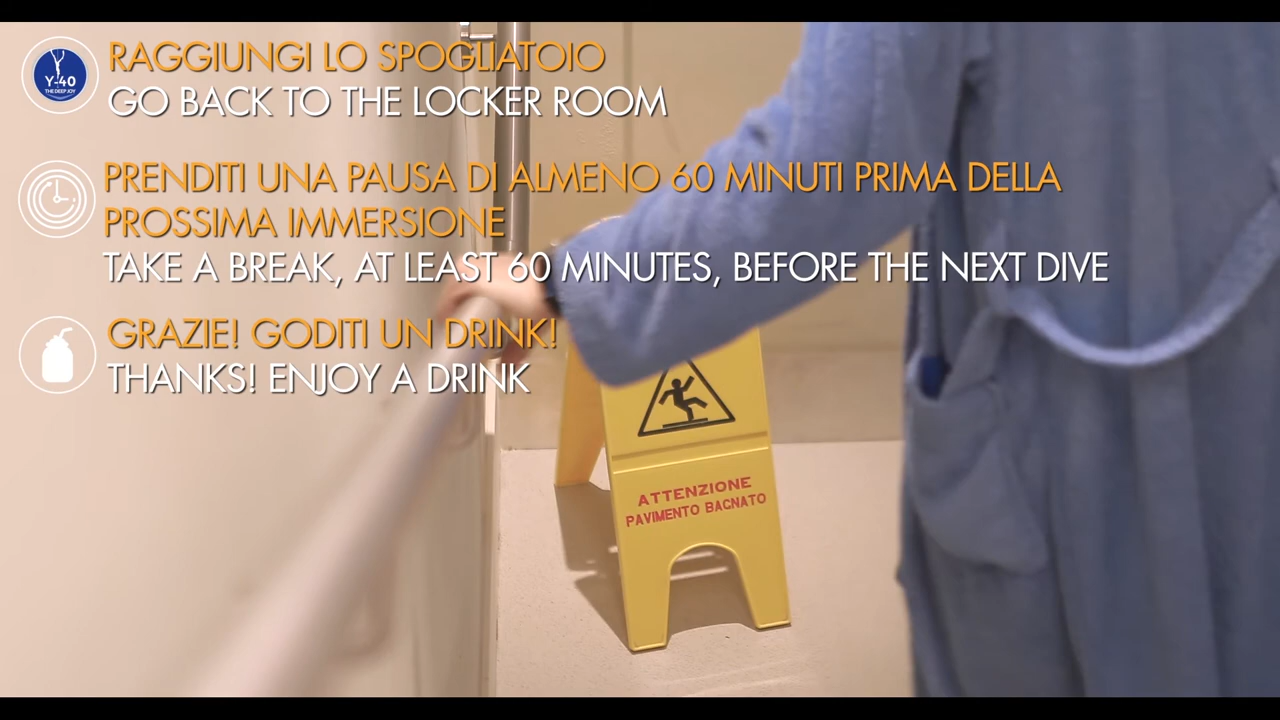 Y-40
THE DEEP JOY
RAGGIUNGI LO SPOGLIATOIO
GO BACK TO THE LOCKER ROOM
PRENDITI UNA PAUSA DI ALMENO 60 MINUTI PRIMA DELLA
PROSSIMA IMMERSIONE
TAKE A BREAK, AT LEAST 60 MINUTES, BEFORE THE NEXT DIVE
GRAZIE! GODITI UN DRINK!
THANKS! ENJOY A DRINK
ATTENZIONE
PAVIMENTO BAGNATO